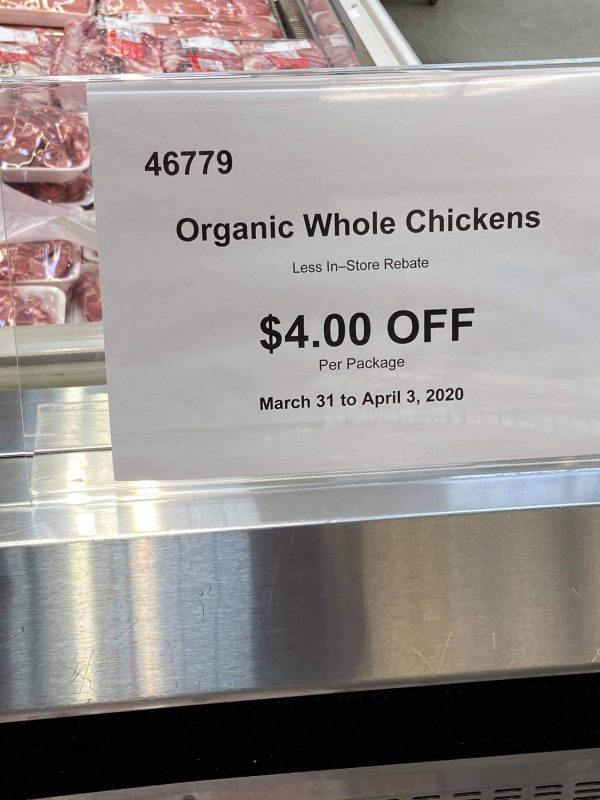 46779
Organic Whole Chickens
Less In–Store Rebate
$4.00 OFF
Per Package
March 31 to April 3, 2020